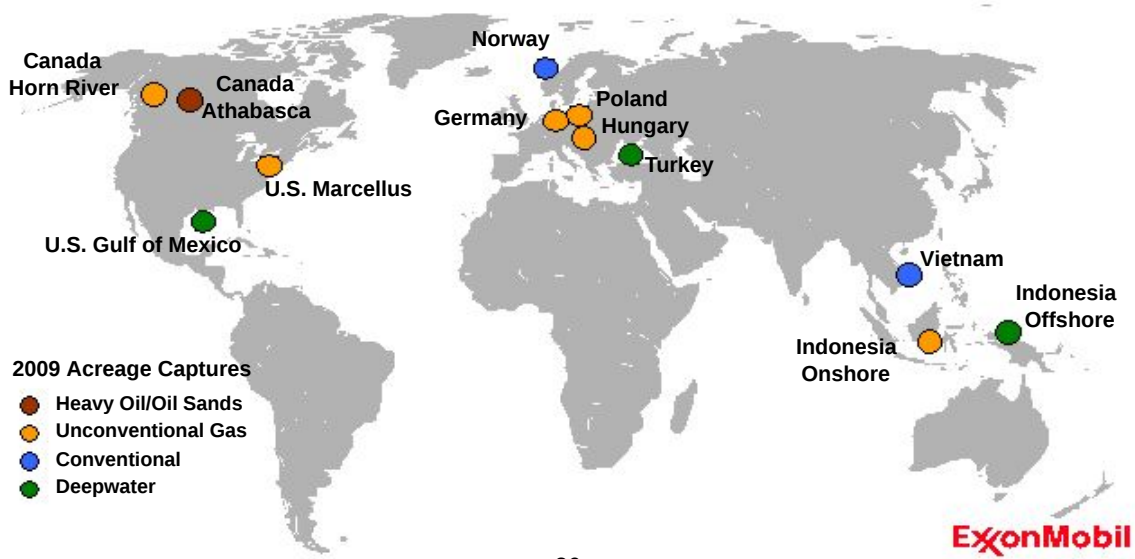 Norway
Canada
Horn River
Canada
Athabasca
Poland
Germany
Hungary
Turkey
U.S. Marcellus
U.S. Gulf of Mexico
Vietnam
Indonesia
Offshore
Indonesia
Onshore
2009 Acreage Captures
Heavy Oil/Oil Sands
Unconventional Gas
Conventional
Deepwater
ExxonMobil